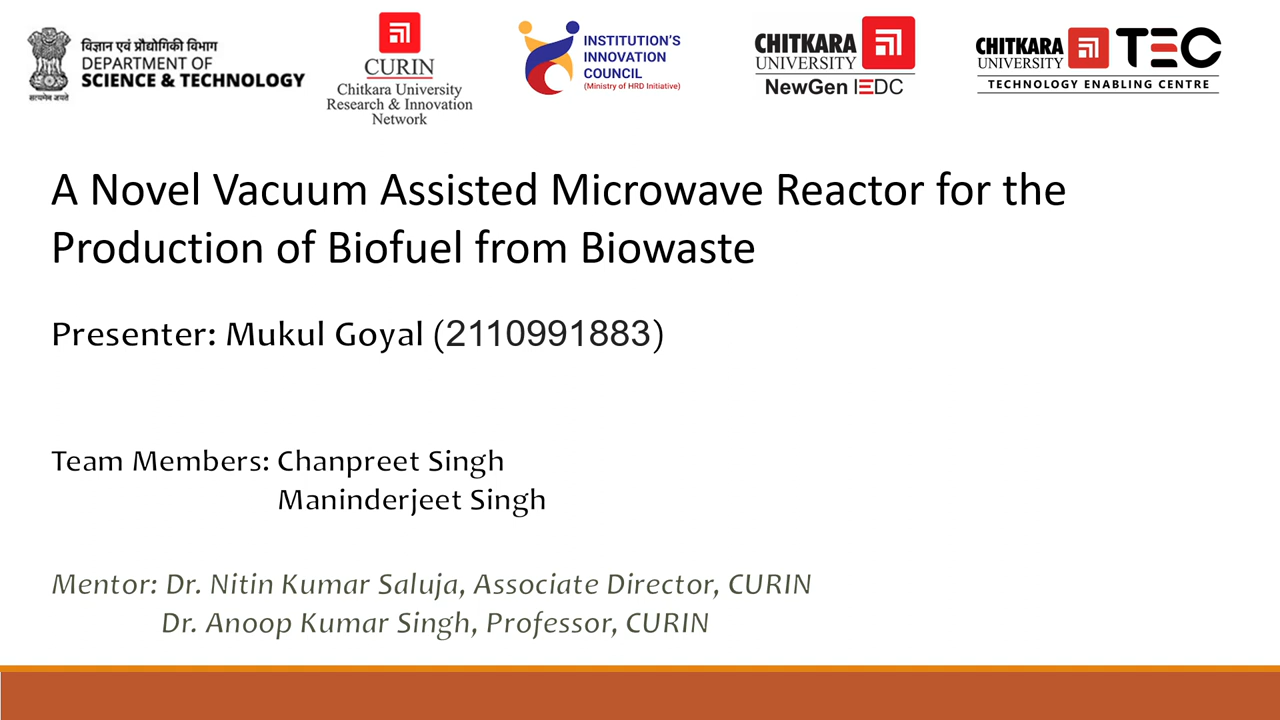 विज्ञान एवं प्रौद्योगिकी विभाग
DEPARTMENT OF
SCIENCE & TECHNOLOGY
सत्यमेव जयते
CURIN
Chitkara University
Research & Innovation
Network
INSTITUTION'S
INNOVATION
COUNCIL
(Ministry of HRD Initiative)
CHITKARA
UNIVERSITY
NewGen IEDC
CHITKARA
UNIVERSITY
TEC
TECHNOLOGY ENABLING CENTRE
A Novel Vacuum Assisted Microwave Reactor for the
Production of Biofuel from Biowaste
Presenter: Mukul Goyal (2110991883)
Team Members: Chanpreet Singh
Maninderjeet Singh
Mentor: Dr. Nitin Kumar Saluja, Associate Director, CURIN
Dr. Anoop Kumar Singh, Professor, CURIN